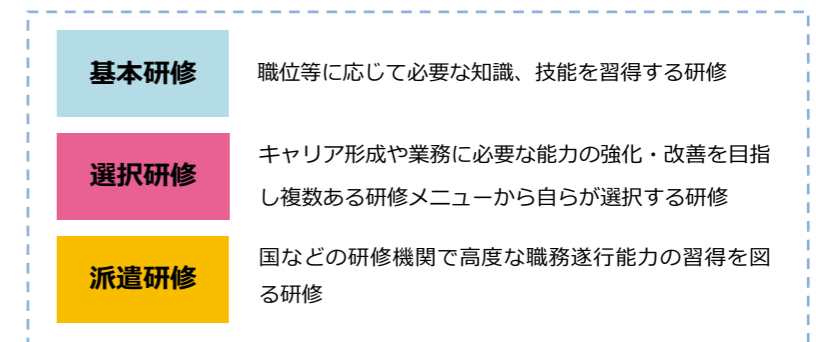 基本研修
職位等に応じて必要な知識、技能を習得する研修
選択研修
キャリア形成や業務に必要な能力の強化・改善を目指
し複数ある研修メニューから自らが選択する研修
派遣研修
国などの研修機関で高度な職務遂行能力の習得を図
る研修